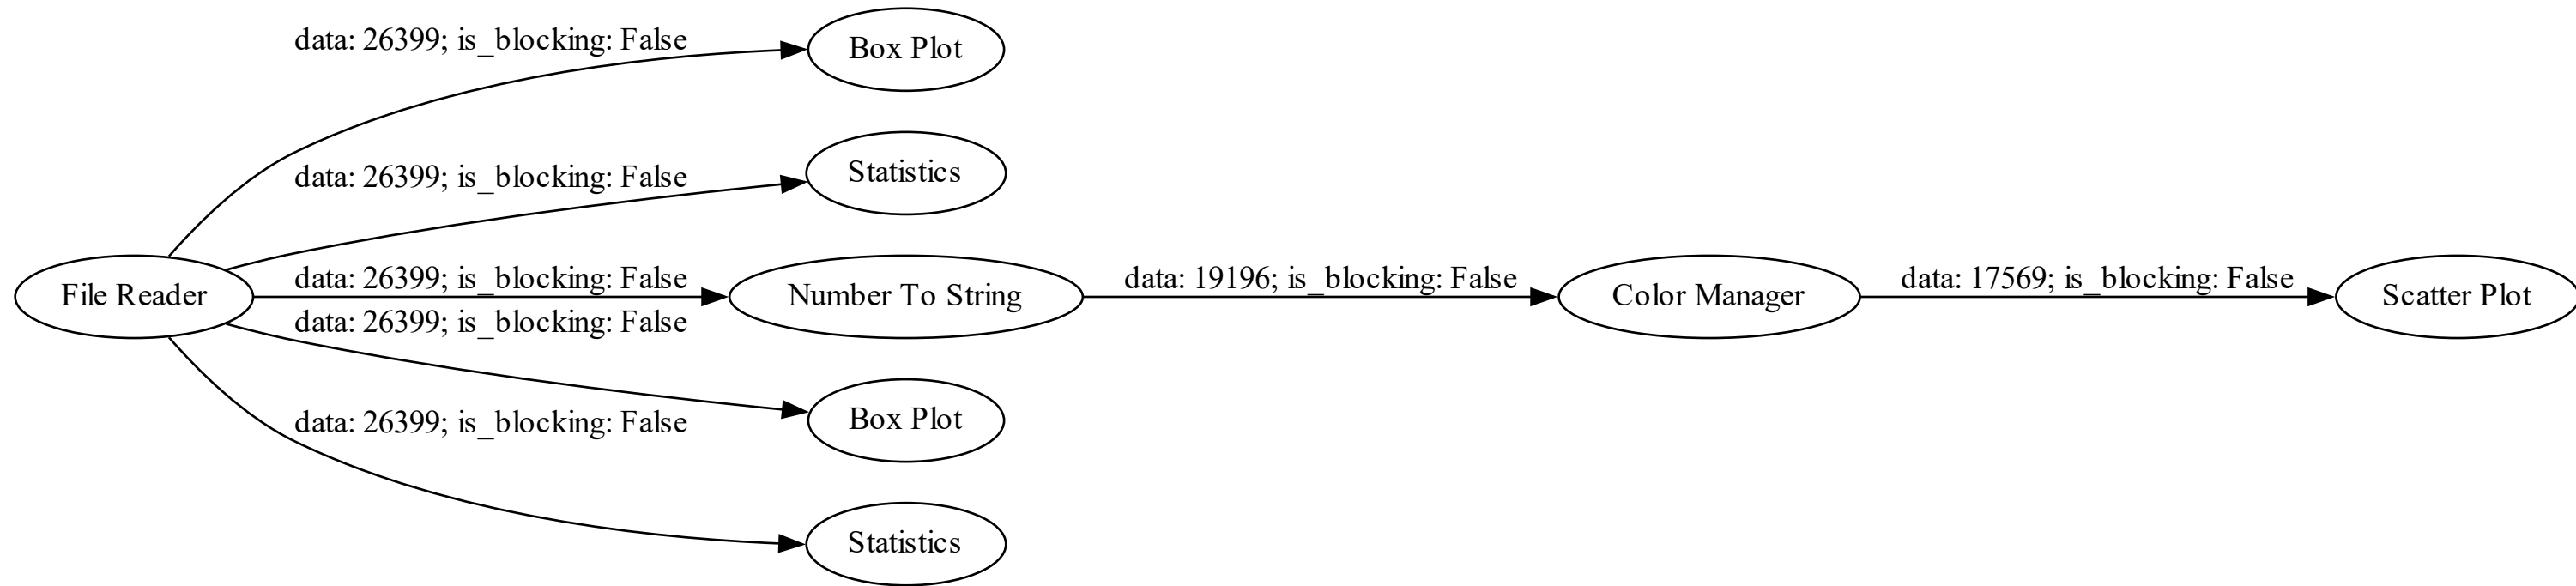 data: 26399; is_blocking: False
Box Plot
data: 26399; is_blocking: False
Statistics
File Reader
data: 26399; is_blocking: False
Number To String
data: 19196; is_blocking: False
Color Manager
data: 17569; is_blocking: False
Scatter Plot
data: 26399; is_blocking: False
Box Plot
data: 26399; is_blocking: False
Statistics